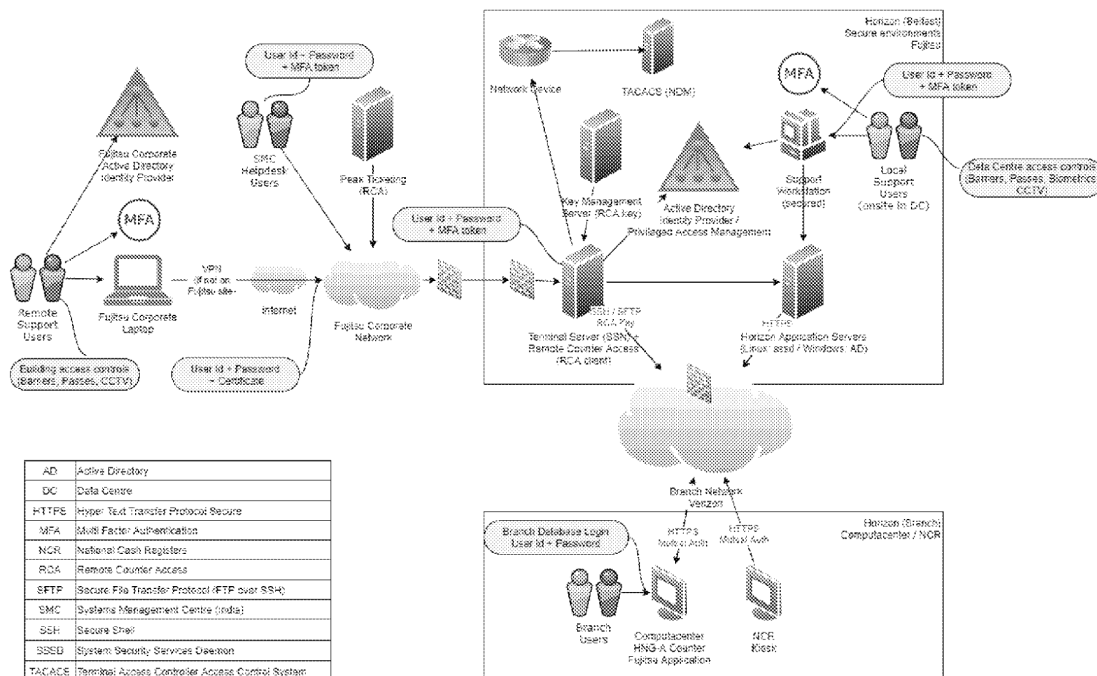 Horizon (Belfast)
Secure environments
Fujitsu
User Id + Password
+ MFA token
Network Device
TACACS (NDM)
MFA
User Id + Password
+ MFA token
Fujitsu Corporate
Active Directory
Identity Provider
SMC
Helpdesk
Users
Peak Ticketing
(RCA)
Key Management
Server (RCA key)
Active Directory
Identity Provider /
Privileged Access Management
Support
Workstation
(secured)
Local
Support
Users
(onsite in DC)
Data Centre access controls
(Barriers, Passes, Biometrics
CCTV)
User Id + Password
+ MFA token
MFA
Remote
Support
Users
Fujitsu Corporate
Laptop
VPN
(if not on
Fujitsu site)
Internet
Fujitsu Corporate
Network
SSH / SFTP
RCA Key
Terminal Server (SSN) +
Remote Counter Access
(RCA client)
HTTPS
Horizon Application Servers
(Linux: sssd / Windows: AD)
Building access controls
(Barriers, Passes, CCTV)
User Id + Password
+ Certificate
Branch Network
Verizon
AD Active Directory
DC Data Centre
HTTPS Hyper Text Transfer Protocol Secure
MFA Multi Factor Authentication
NCR National Cash Registers
RCA Remote Counter Access
SFTP Secure File Transfer Protocol (FTP over SSH)
SMC Systems Management Centre (India)
SSH Secure Shell
SSSD System Security Services Daemon
TACACS Terminal Access Controller Access Control System
Horizon (Branch)
Computacenter / NCR
Branch Database Login
User Id + Password
HTTPS
Mutual Auth
HTTPS
Mutual Auth
Branch
Users
Computacenter
HNG-A Counter
Fujitsu Application
NCR
Kiosk